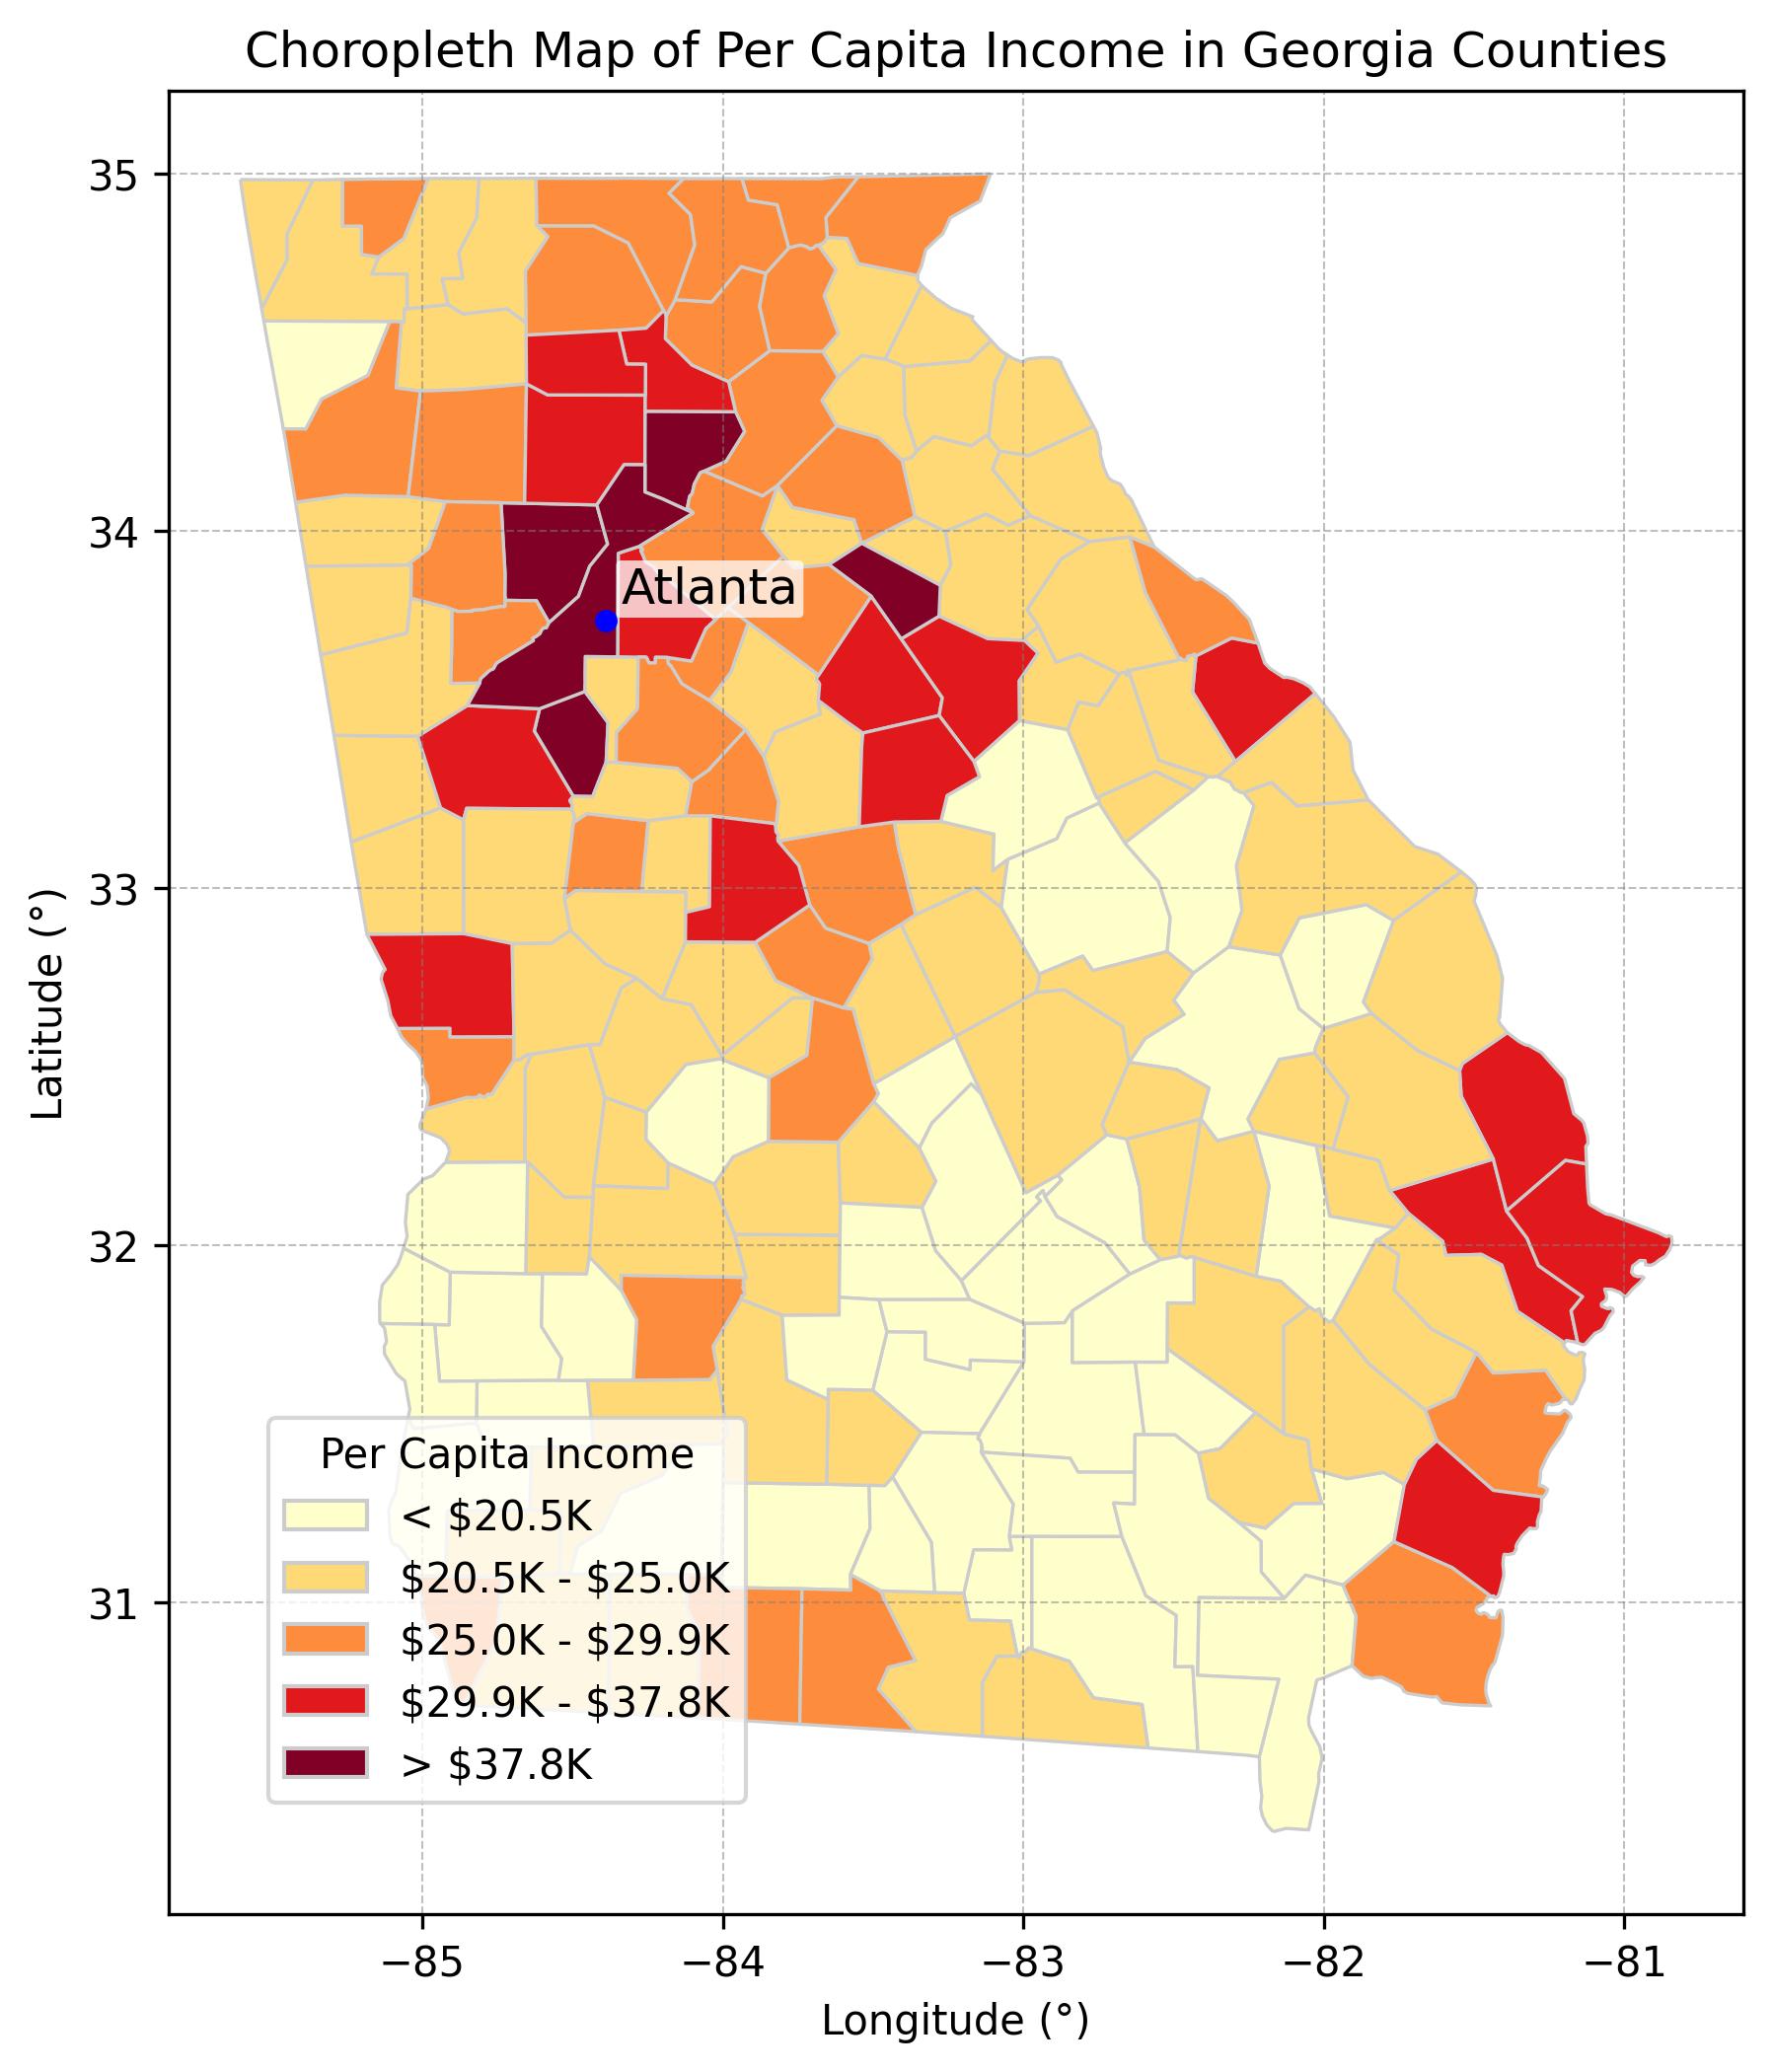 Choropleth Map of Per Capita Income in Georgia Counties
35
34
33
32
31
Latitude (°)
Atlanta
Per Capita Income
< $20.5K
$20.5K - $25.0K
$25.0K - $29.9K
$29.9K - $37.8K
> $37.8K
−85
−84
−83
−82
−81
Longitude (°)